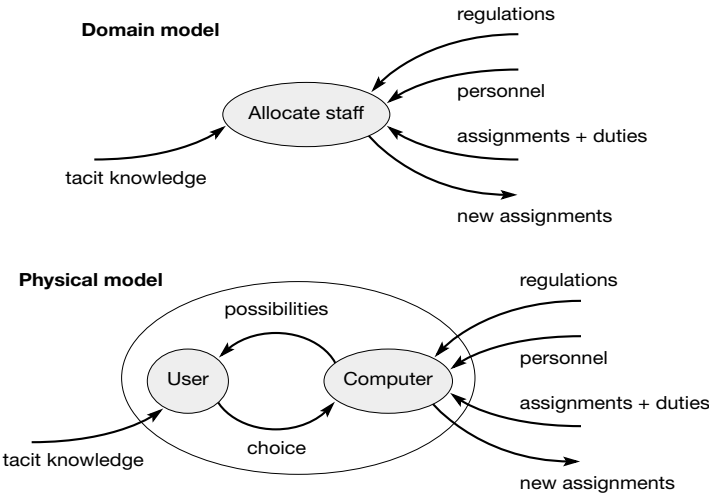 regulations
Domain model
personnel
Allocate staff
assignments + duties
tacit knowledge
new assignments
Physical model
regulations
possibilities
personnel
User
Computer
assignments + duties
choice
tacit knowledge
new assignments